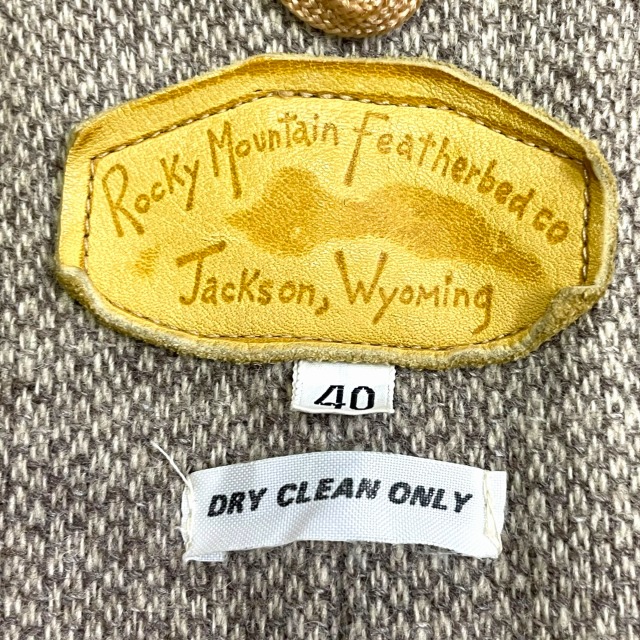 Rocky Mountain Featherbed co
Jackson, Wyoming
40
DRY CLEAN ONLY